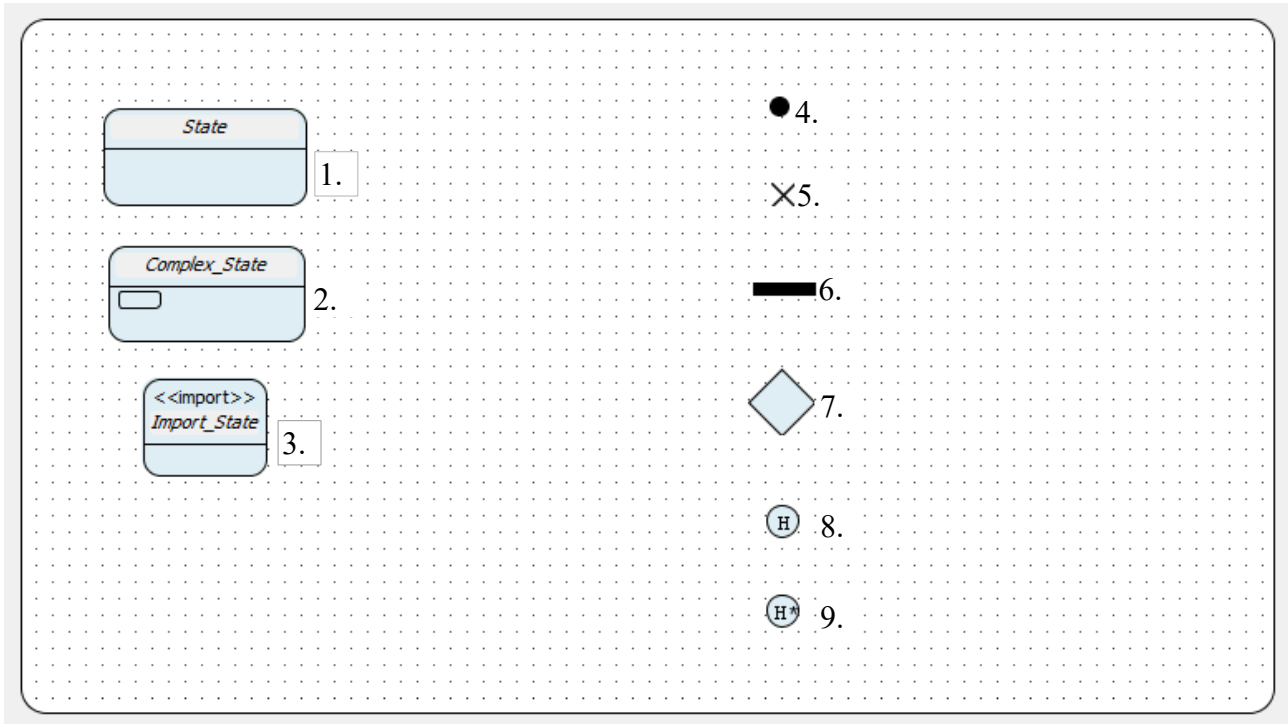 State
1.
Complex_State
2.
<<import>>
Import_State
3.
4.
5.
6.
7.
H 8.
H* 9.